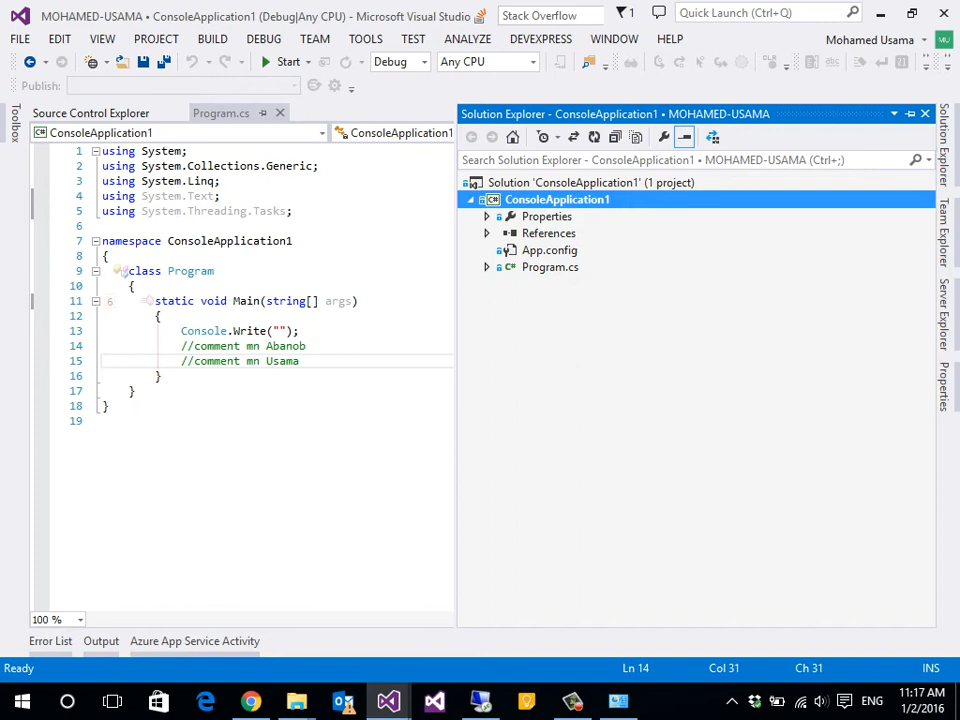 MOHAMED-USAMA - ConsoleApplication1 (Debug|Any CPU) - Microsoft Visual Studio
Stack Overflow
1
Quick Launch (Ctrl+Q)
FILE EDIT VIEW PROJECT BUILD DEBUG TEAM TOOLS TEST ANALYZE DEVEXPRESS WINDOW HELP
Mohamed Usama MU
Start Debug Any CPU
Publish:
Toolbox
Source Control Explorer Program.cs
ConsoleApplication1 ConsoleApplication1
1 using System;
2 using System.Collections.Generic;
3 using System.Linq;
4 using System.Text;
5 using System.Threading.Tasks;
6
7 namespace ConsoleApplication1
8 {
9 class Program
10 {
11 6 static void Main(string[] args)
12 {
13 Console.Write("");
14 //comment mn Abanob
15 //comment mn Usama
16 }
17 }
18 }
19
100 %
Solution Explorer - ConsoleApplication1 • MOHAMED-USAMA
Search Solution Explorer - ConsoleApplication1 • MOHAMED-USAMA (Ctrl+;)
Solution 'ConsoleApplication1' (1 project)
C# ConsoleApplication1
Properties
References
App.config
C# Program.cs
Solution Explorer
Team Explorer
Server Explorer
Properties
Error List Output Azure App Service Activity
Ready Ln 14 Col 31 Ch 31 INS
ENG
11:17 AM
1/2/2016